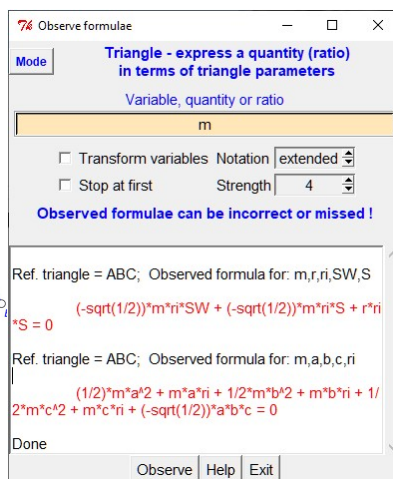 Observe formulae
Mode
Triangle - express a quantity (ratio)
in terms of triangle parameters
Variable, quantity or ratio
m
Transform variables Notation extended
Stop at first Strength 4
Observed formulae can be incorrect or missed !
Ref. triangle = ABC; Observed formula for: m,r,ri,SW,S
(-sqrt(1/2))*m*ri*SW + (-sqrt(1/2))*m*ri*S + r*ri
*S = 0
Ref. triangle = ABC; Observed formula for: m,a,b,c,ri
(1/2)*m*a^2 + m*a*ri + 1/2*m*b^2 + m*b*ri + 1/
2*m*c^2 + m*c*ri + (-sqrt(1/2))*a*b*c = 0
Done
Observe Help Exit